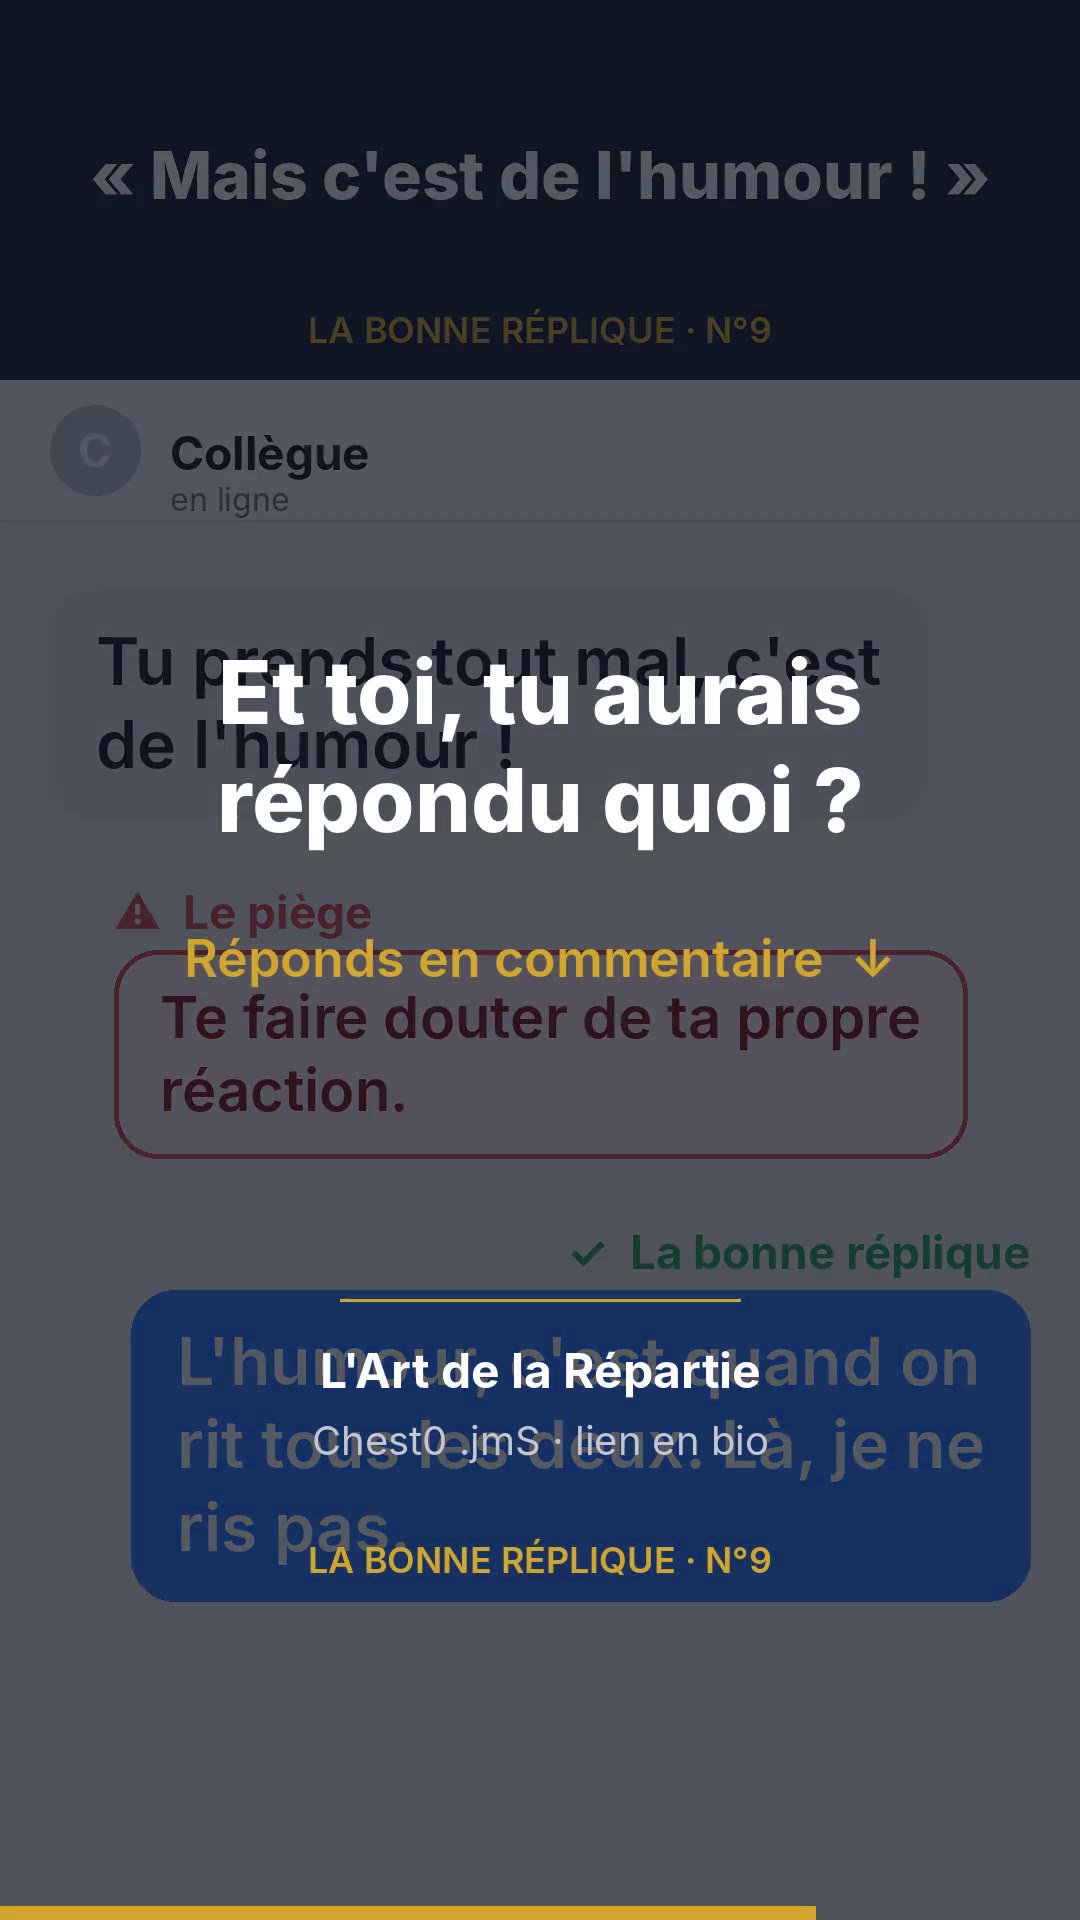 « Mais c'est de l'humour ! »
LA BONNE RÉPLIQUE · N°9
C
Collègue
en ligne
Tu prends tout mal, c'est
de l'humour !
Et toi, tu aurais
répondu quoi ?
Le piège
Réponds en commentaire ↓
Te faire douter de ta propre
réaction.
La bonne réplique
L'humour, c'est quand on
rit tous les deux. Là, je ne
ris pas.
L'Art de la Répartie
Chest0 .jmS · lien en bio
LA BONNE RÉPLIQUE · N°9